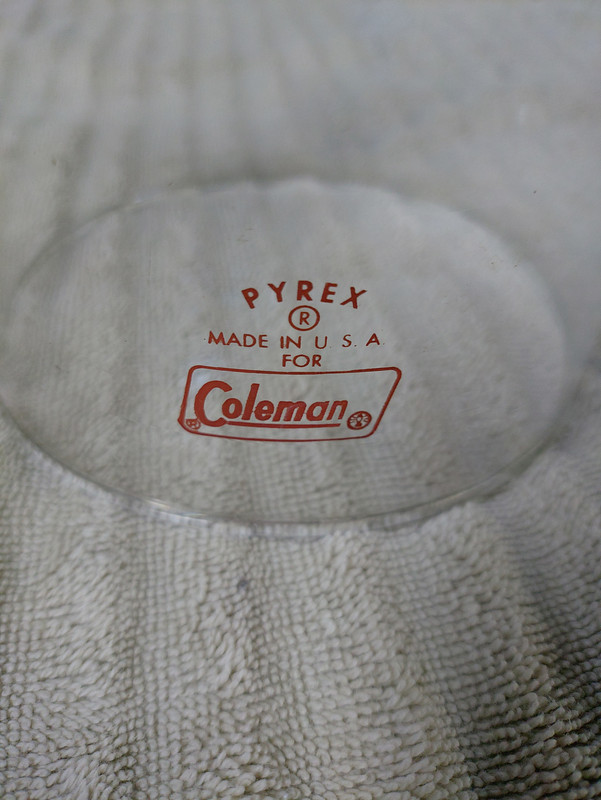 PYREX
®
MADE IN U.S.A
FOR
Coleman